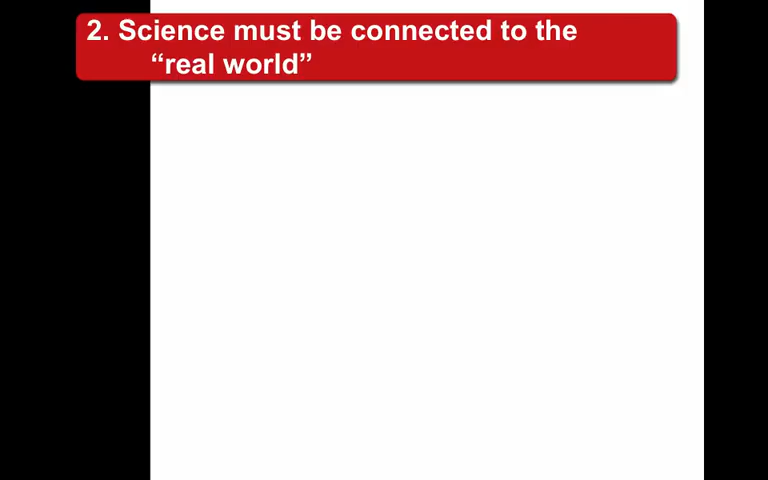 2. Science must be connected to the
“real world”